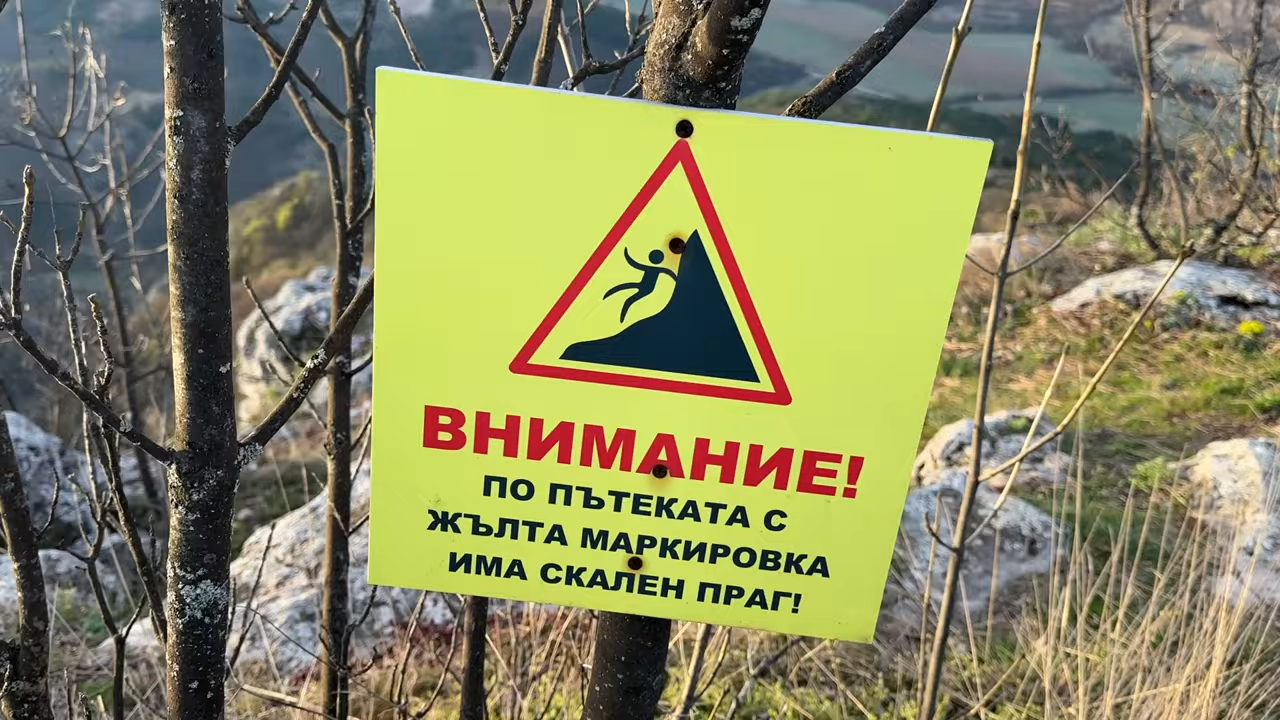 ВНИМАНИЕ!
ПО ПЪТЕКАТА С
ЖЪЛТА МАРКИРОВКА
ИМА СКАЛЕН ПРАГ!